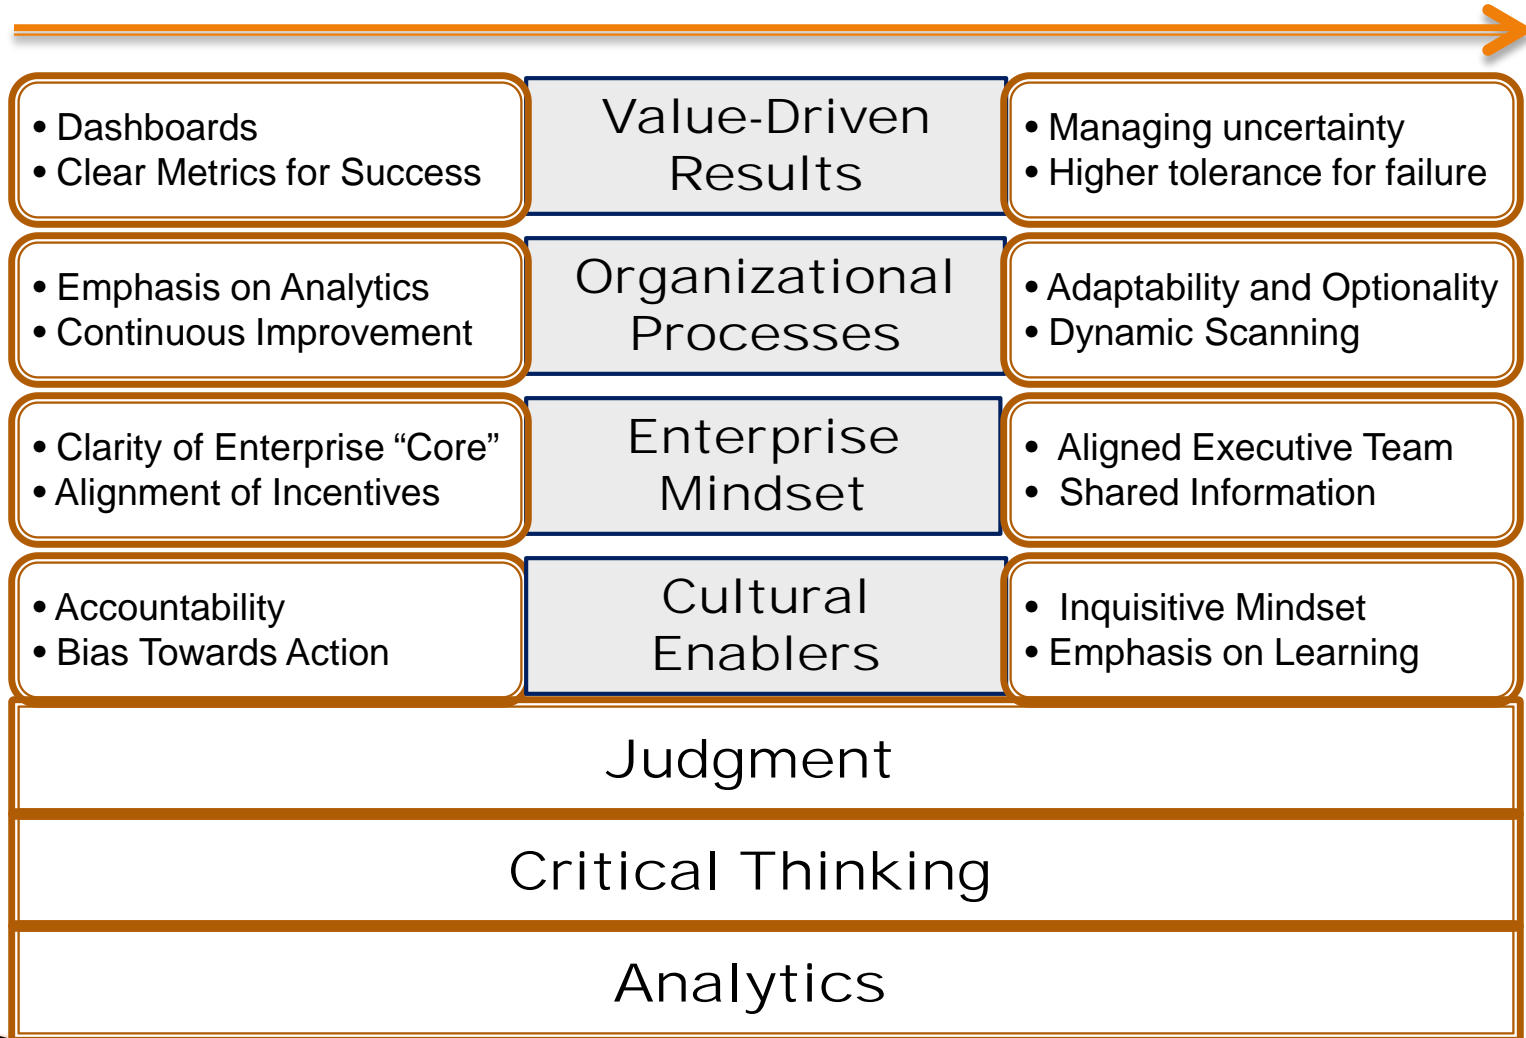 • Dashboards
• Clear Metrics for Success
Value-Driven
Results
• Managing uncertainty
• Higher tolerance for failure
• Emphasis on Analytics
• Continuous Improvement
Organizational
Processes
• Adaptability and Optionality
• Dynamic Scanning
• Clarity of Enterprise “Core”
• Alignment of Incentives
Enterprise
Mindset
• Aligned Executive Team
• Shared Information
• Accountability
• Bias Towards Action
Cultural
Enablers
• Inquisitive Mindset
• Emphasis on Learning
Judgment
Critical Thinking
Analytics